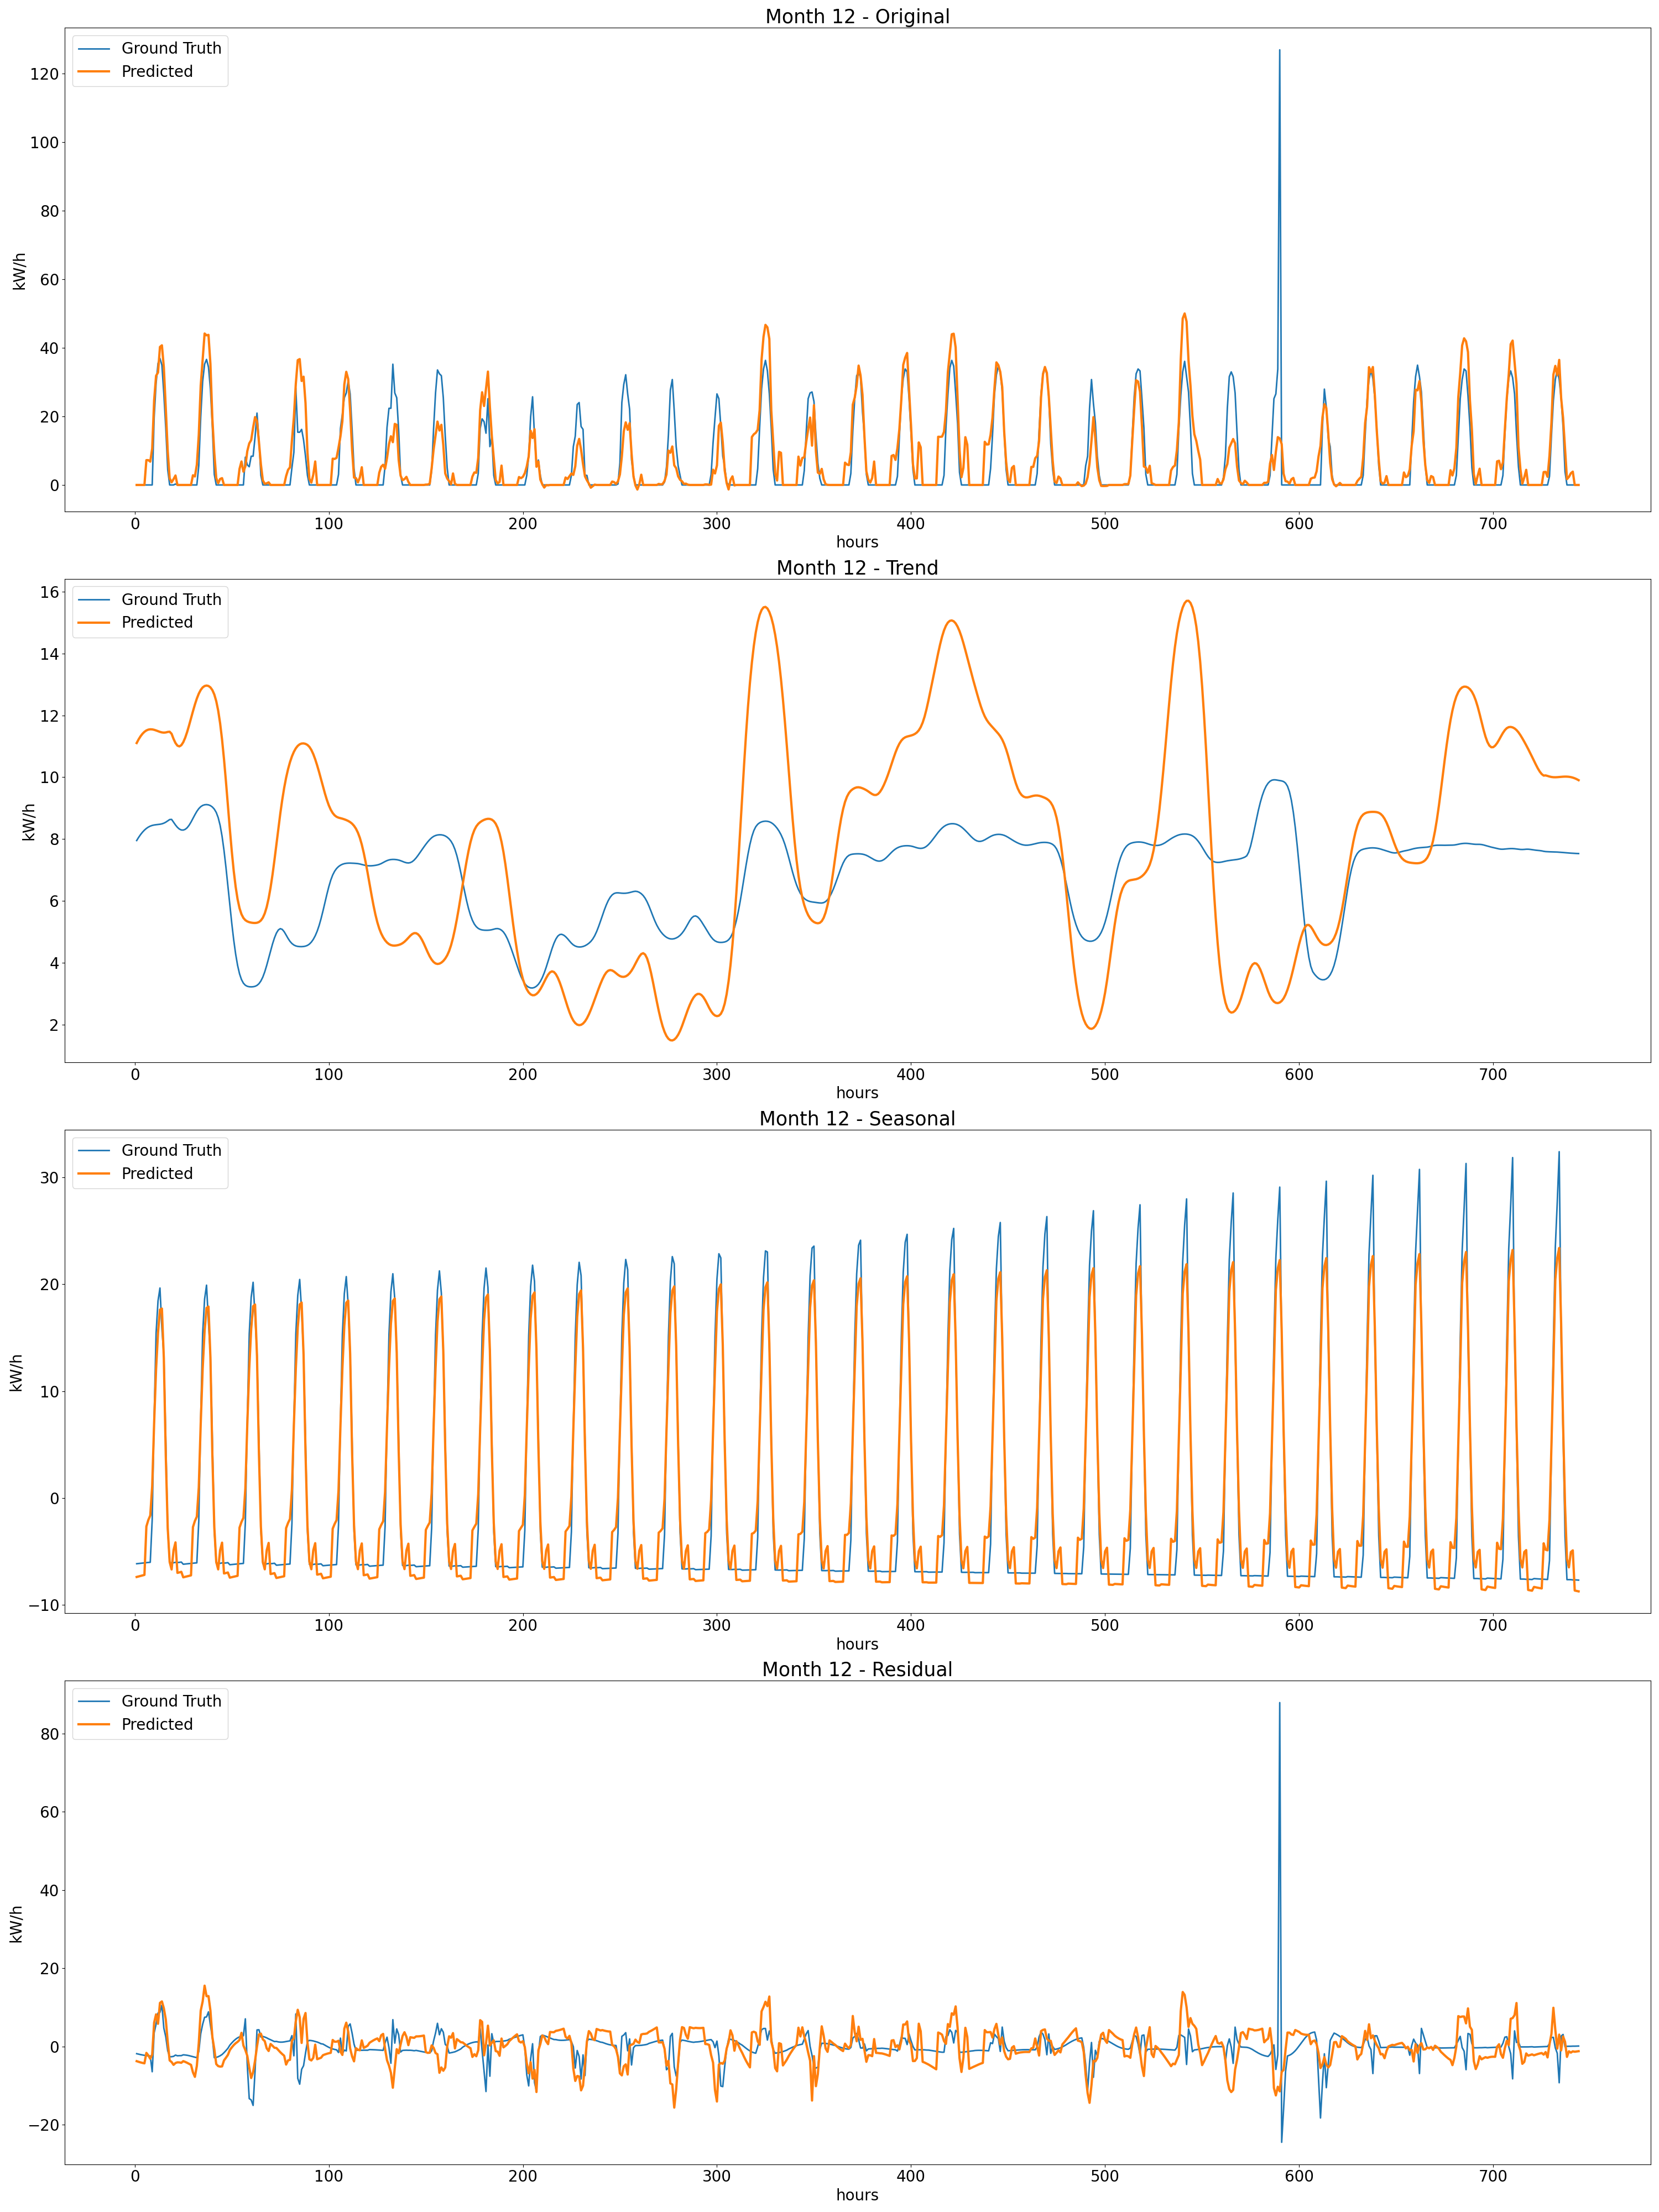 Month 12 - Original
Ground Truth
Predicted
120
100
80
60
40
20
0
kW/h
0 100 200 300 400 500 600 700
hours
Month 12 - Trend
Ground Truth
Predicted
16
14
12
10
8
6
4
2
kW/h
0 100 200 300 400 500 600 700
hours
Month 12 - Seasonal
Ground Truth
Predicted
30
20
10
0
−10
kW/h
0 100 200 300 400 500 600 700
hours
Month 12 - Residual
Ground Truth
Predicted
80
60
40
20
0
−20
kW/h
0 100 200 300 400 500 600 700
hours